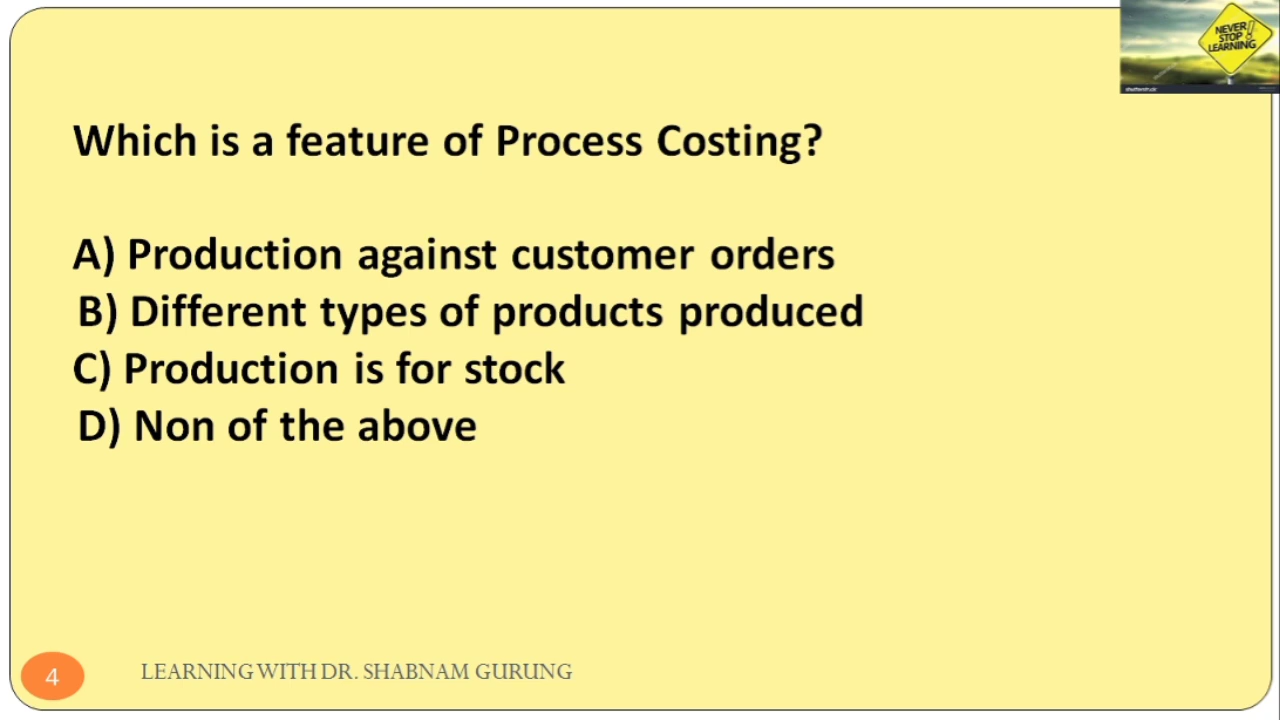 NEVER
STOP!
LEARNING
shutterstock
Which is a feature of Process Costing?
A) Production against customer orders
B) Different types of products produced
C) Production is for stock
D) Non of the above
4
LEARNING WITH DR. SHABNAM GURUNG